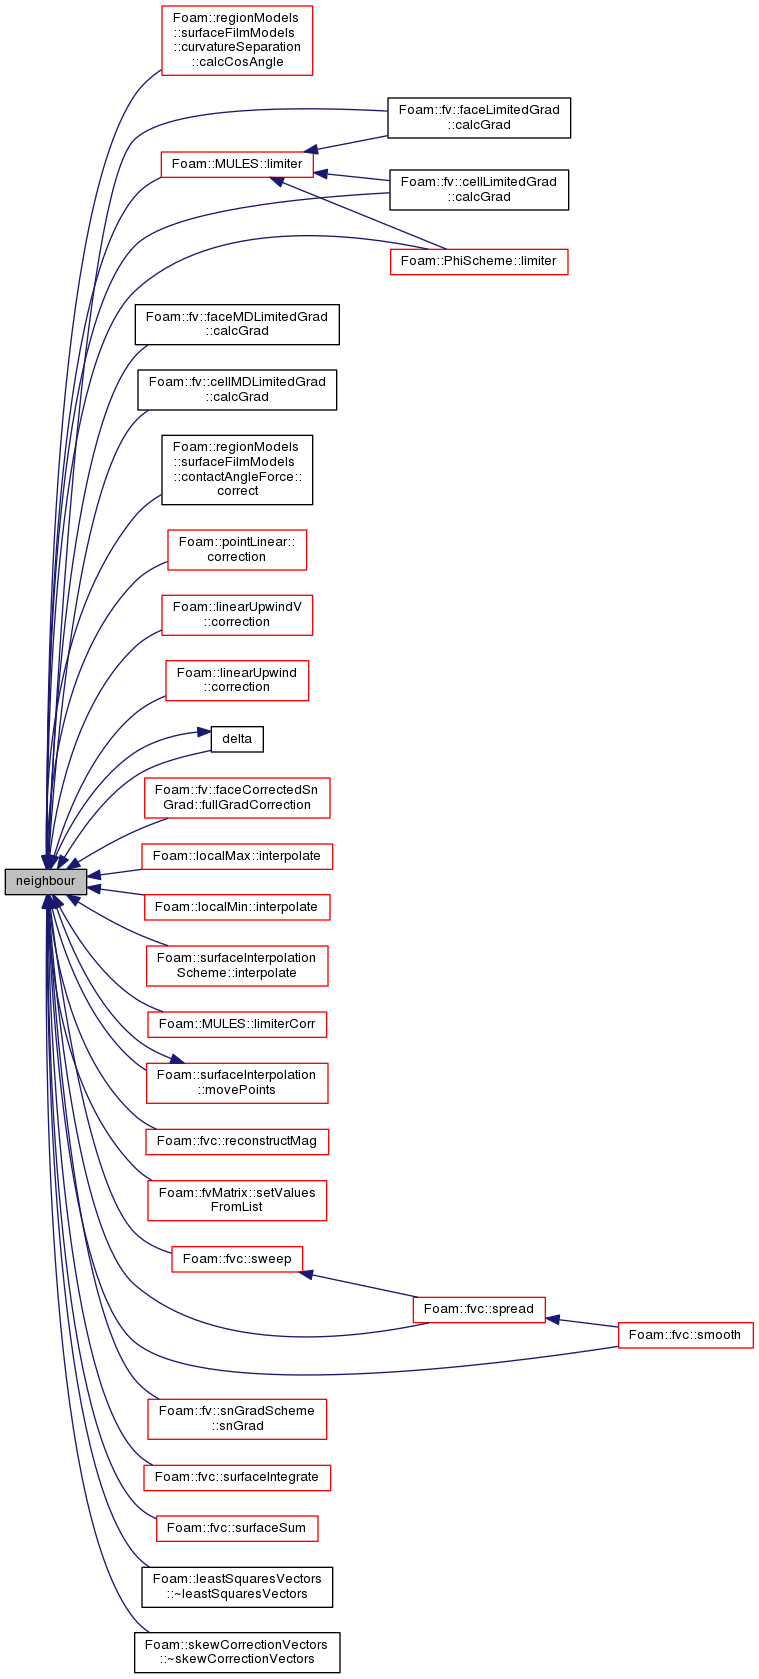 Foam::regionModels
::surfaceFilmModels
::curvatureSeparation
::calcCosAngle
Foam::fv::faceLimitedGrad
::calcGrad
Foam::MULES::limiter
Foam::fv::cellLimitedGrad
::calcGrad
Foam::PhiScheme::limiter
Foam::fv::faceMDLimitedGrad
::calcGrad
Foam::fv::cellMDLimitedGrad
::calcGrad
Foam::regionModels
::surfaceFilmModels
::contactAngleForce::
correct
Foam::pointLinear::
correction
Foam::linearUpwindV
::correction
Foam::linearUpwind
::correction
delta
Foam::fv::faceCorrectedSn
Grad::fullGradCorrection
Foam::localMax::interpolate
neighbour
Foam::localMin::interpolate
Foam::surfaceInterpolation
Scheme::interpolate
Foam::MULES::limiterCorr
Foam::surfaceInterpolation
::movePoints
Foam::fvc::reconstructMag
Foam::fvMatrix::setValues
FromList
Foam::fvc::sweep
Foam::fvc::spread
Foam::fvc::smooth
Foam::fv::snGradScheme
::snGrad
Foam::fvc::surfaceIntegrate
Foam::fvc::surfaceSum
Foam::leastSquaresVectors
::~leastSquaresVectors
Foam::skewCorrectionVectors
::~skewCorrectionVectors